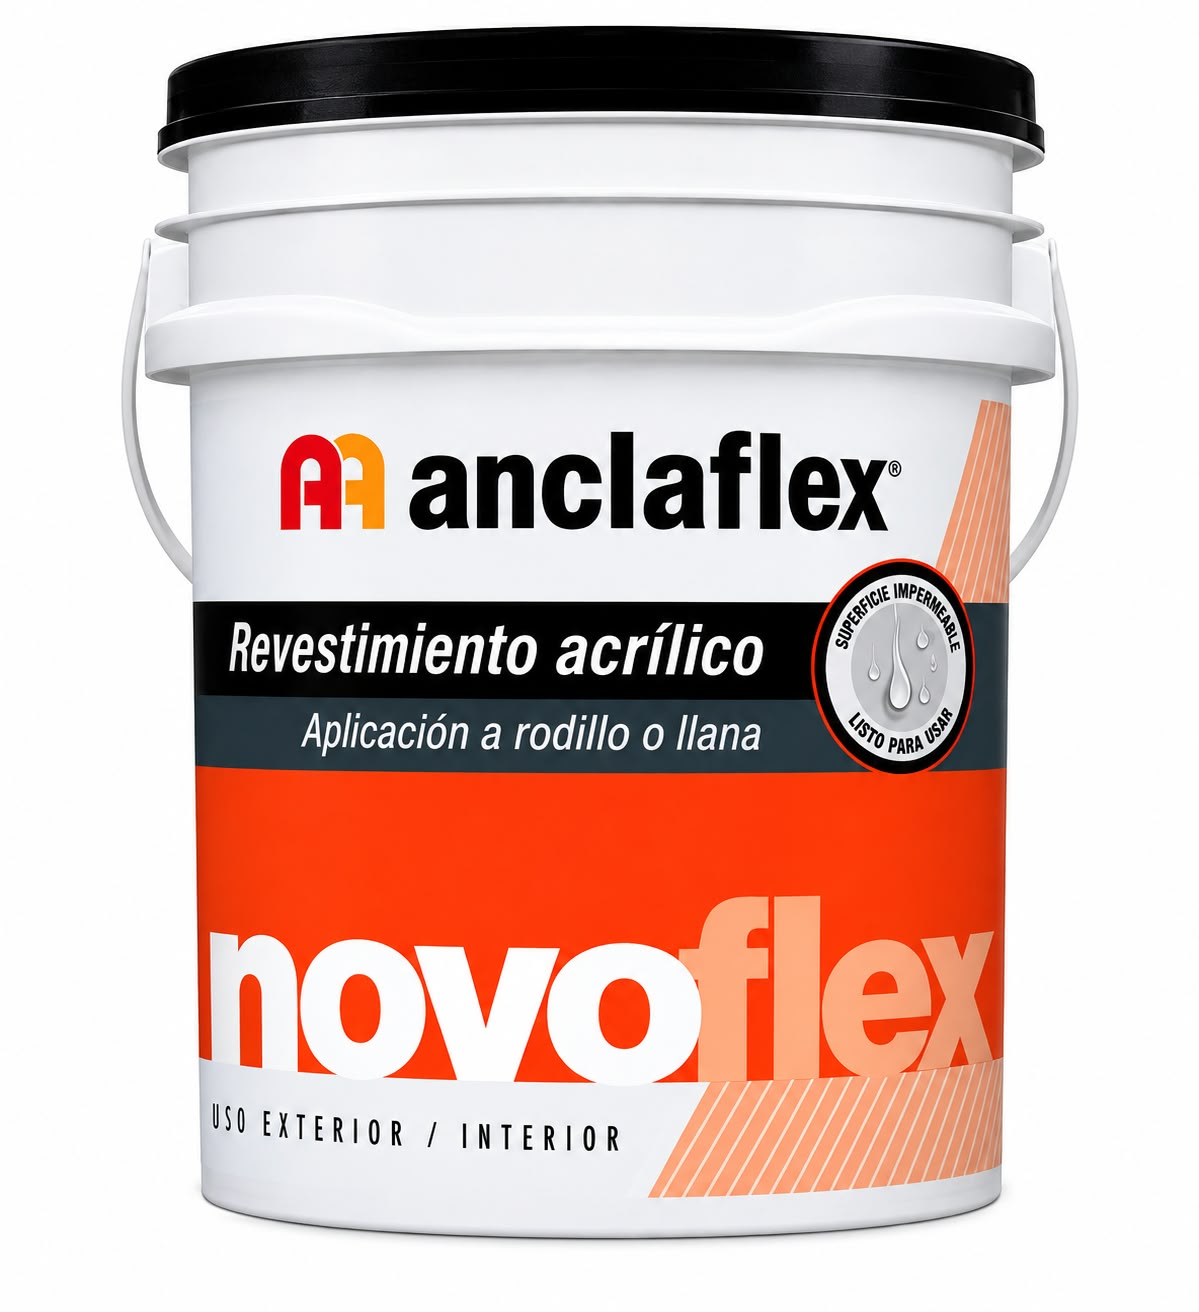 anclaflex®
Revestimiento acrílico
Aplicación a rodillo o llana
SUPERFICIE IMPERMEABLE
LISTO PARA USAR
novoflex
USO EXTERIOR / INTERIOR